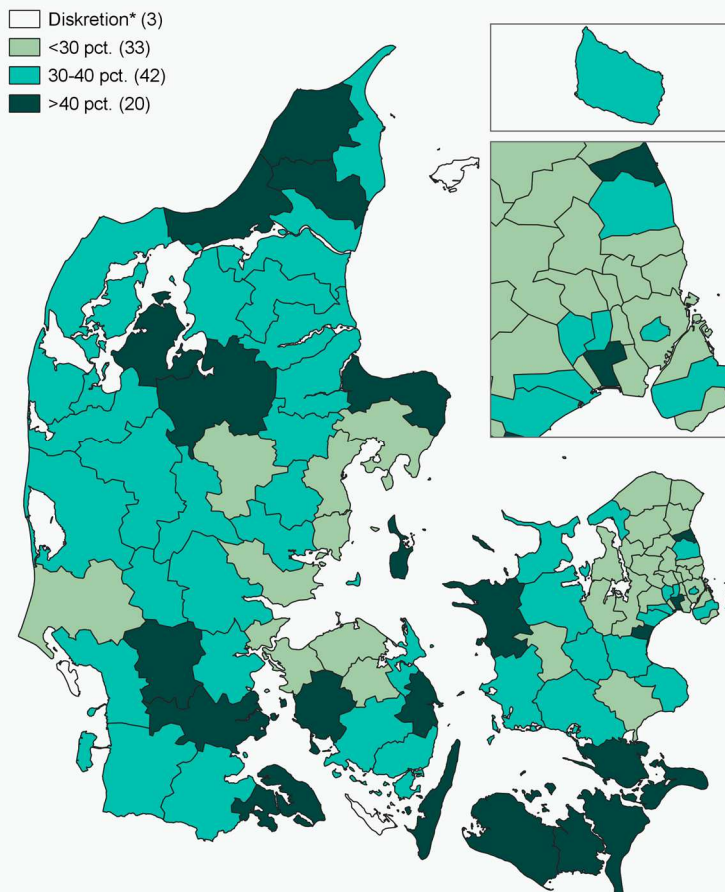 Diskretion* (3)
<30 pct. (33)
30-40 pct. (42)
>40 pct. (20)